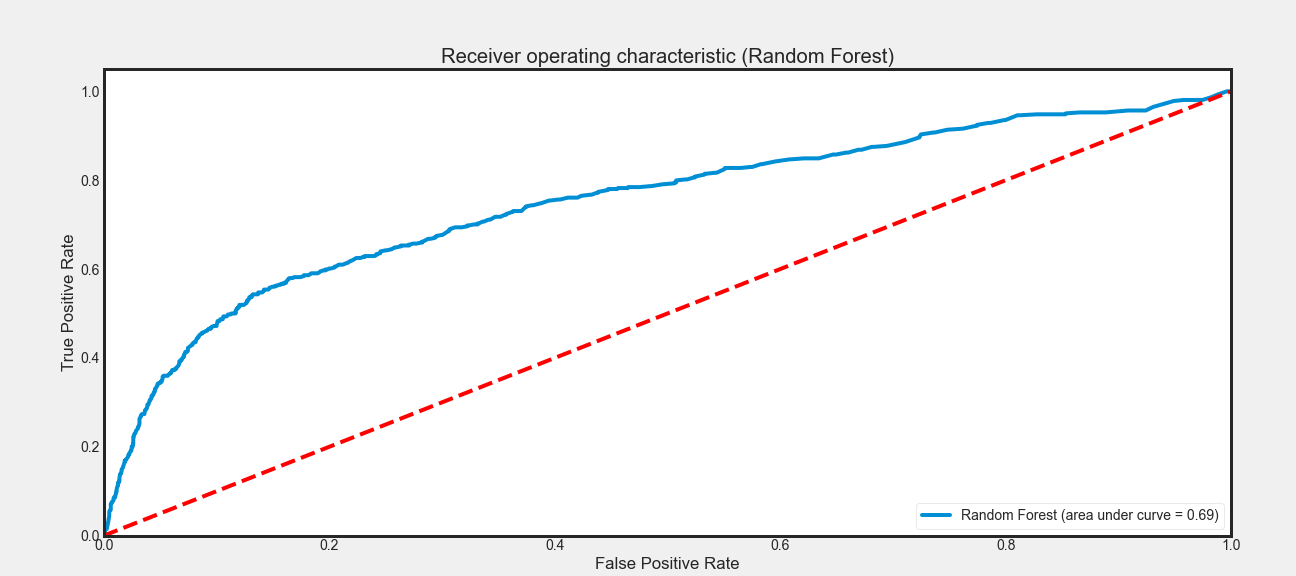 Receiver operating characteristic (Random Forest)
True Positive Rate
1.0
0.8
0.6
0.4
0.2
0.0
0.0 0.2 0.4 0.6 0.8 1.0
False Positive Rate
Random Forest (area under curve = 0.69)